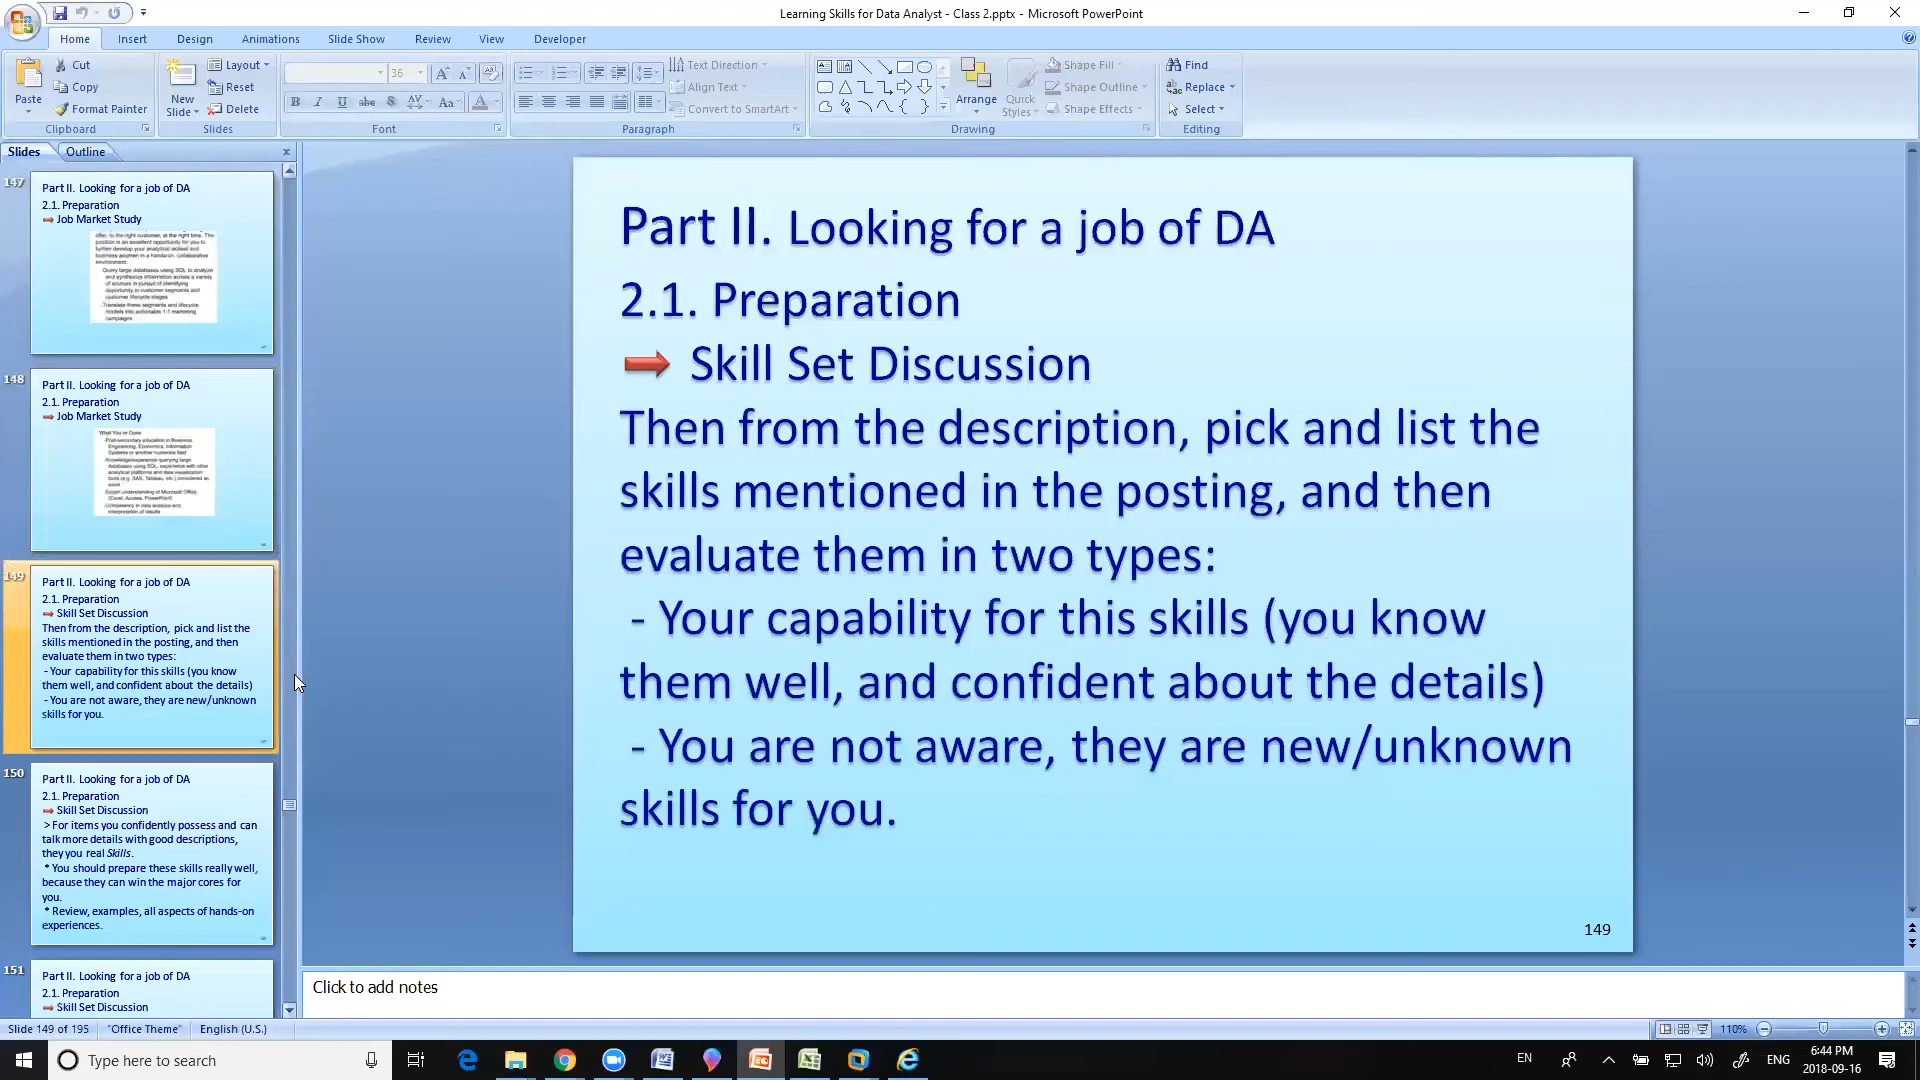 Learning Skills for Data Analyst - Class 2.pptx - Microsoft PowerPoint
Home Insert Design Animations Slide Show Review View Developer
Paste
Cut
Copy
Format Painter
Clipboard
New Slide
Layout
Reset
Delete
Slides
36
Font
Text Direction
Align Text
Convert to SmartArt
Paragraph
Arrange
Quick Styles
Shape Fill
Shape Outline
Shape Effects
Drawing
Find
Replace
Select
Editing
Slides Outline
147
Part II. Looking for a job of DA
2.1. Preparation
Job Market Study
148
Part II. Looking for a job of DA
2.1. Preparation
Job Market Study
149
Part II. Looking for a job of DA
2.1. Preparation
Skill Set Discussion
Then from the description, pick and list the
skills mentioned in the posting, and then
evaluate them in two types:
- Your capability for this skills (you know
them well, and confident about the details)
- You are not aware, they are new/unknown
skills for you.
150
Part II. Looking for a job of DA
2.1. Preparation
Skill Set Discussion
> For items you confidently possess and can
talk more details with good descriptions,
they you real Skills.
* You should prepare these skills really well,
because they can win the major cores for
you.
* Review, examples, all aspects of hands-on
experiences.
151
Part II. Looking for a job of DA
2.1. Preparation
Skill Set Discussion
Part II. Looking for a job of DA
2.1. Preparation
Skill Set Discussion
Then from the description, pick and list the
skills mentioned in the posting, and then
evaluate them in two types:
- Your capability for this skills (you know
them well, and confident about the details)
- You are not aware, they are new/unknown
skills for you.
149
Click to add notes
Slide 149 of 195 "Office Theme" English (U.S.) 110%
Type here to search
EN
ENG
6:44 PM
2018-09-16